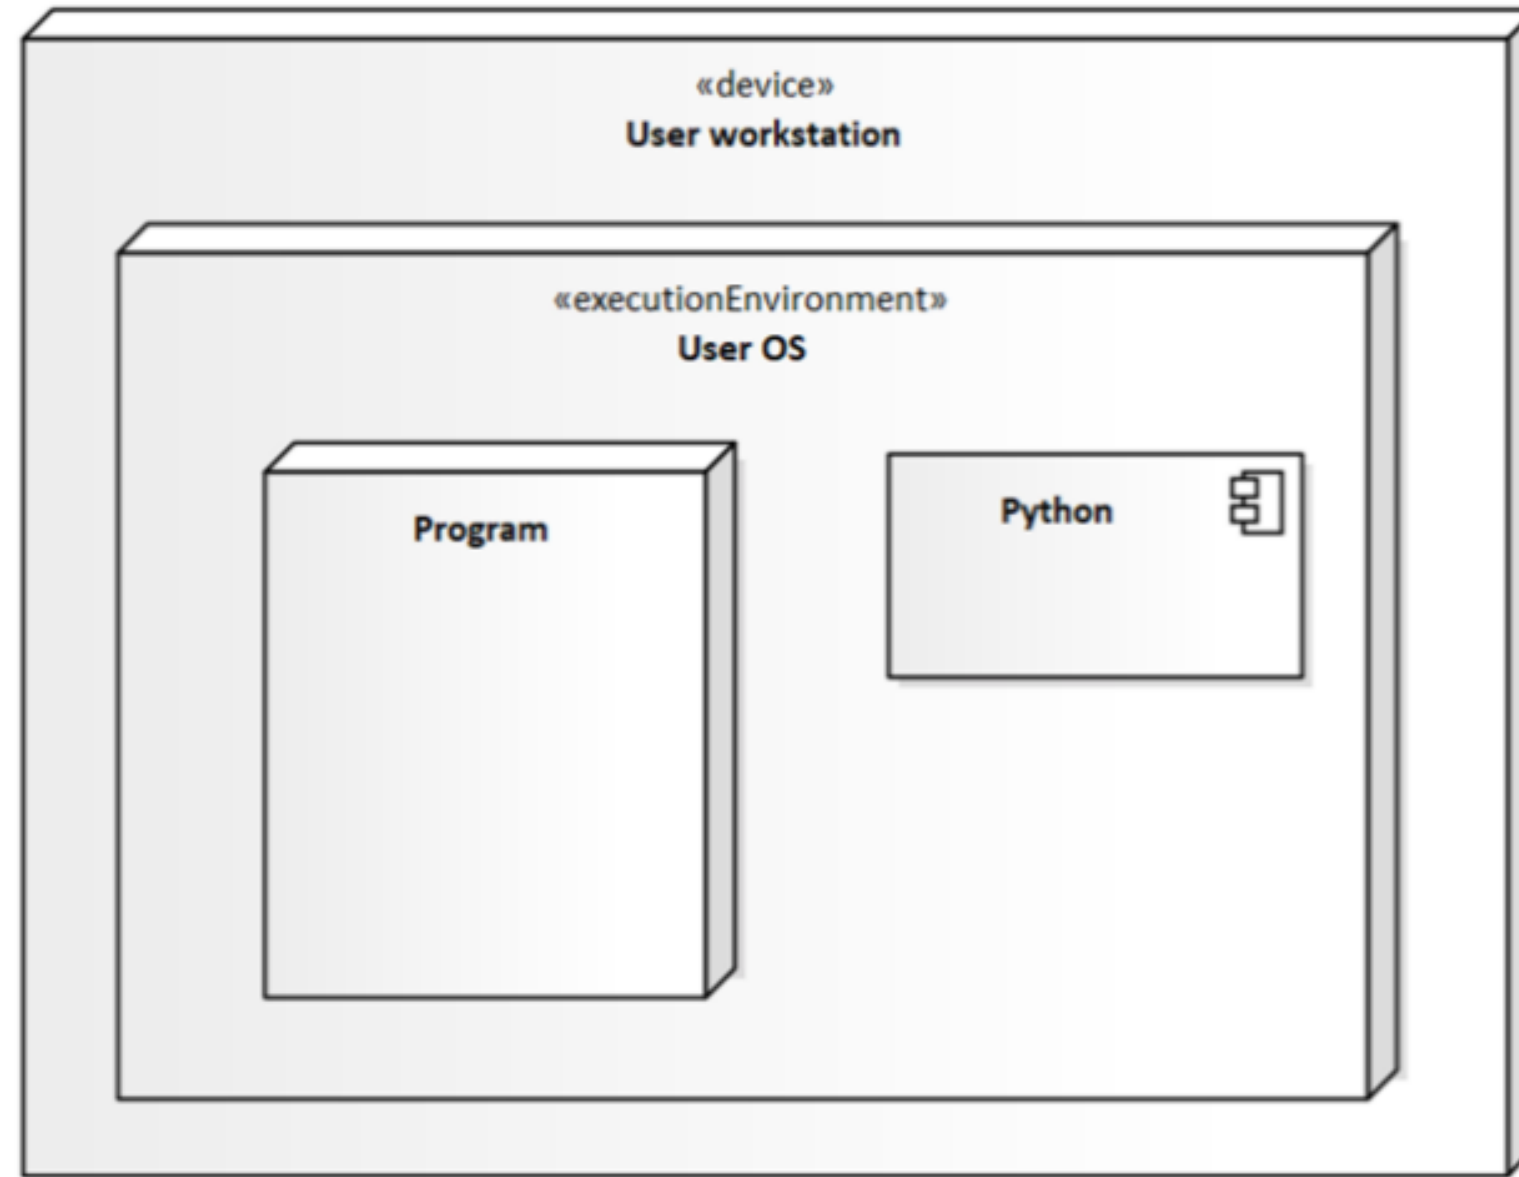 «device»
User workstation
«executionEnvironment»
User OS
Program
Python